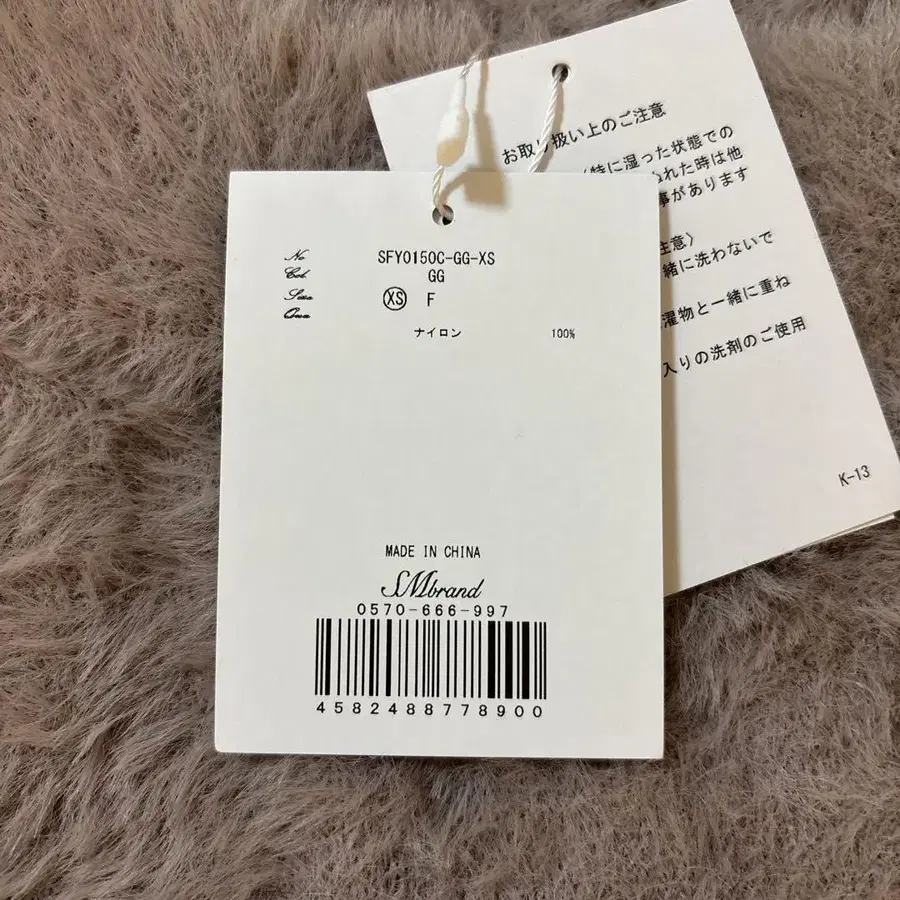 No
SFY0150C-GG-XS
Col.
GG
Size
XS F
ナイロン 100%
MADE IN CHINA
SMbrand
0570-666-997
4582488778900
お取り扱い上のご注意
特に湿った状態での
れた時は他
事があります
注意〉
緒に洗わないで
濯物と一緒に重ね
入りの洗剤のご使用
K-13